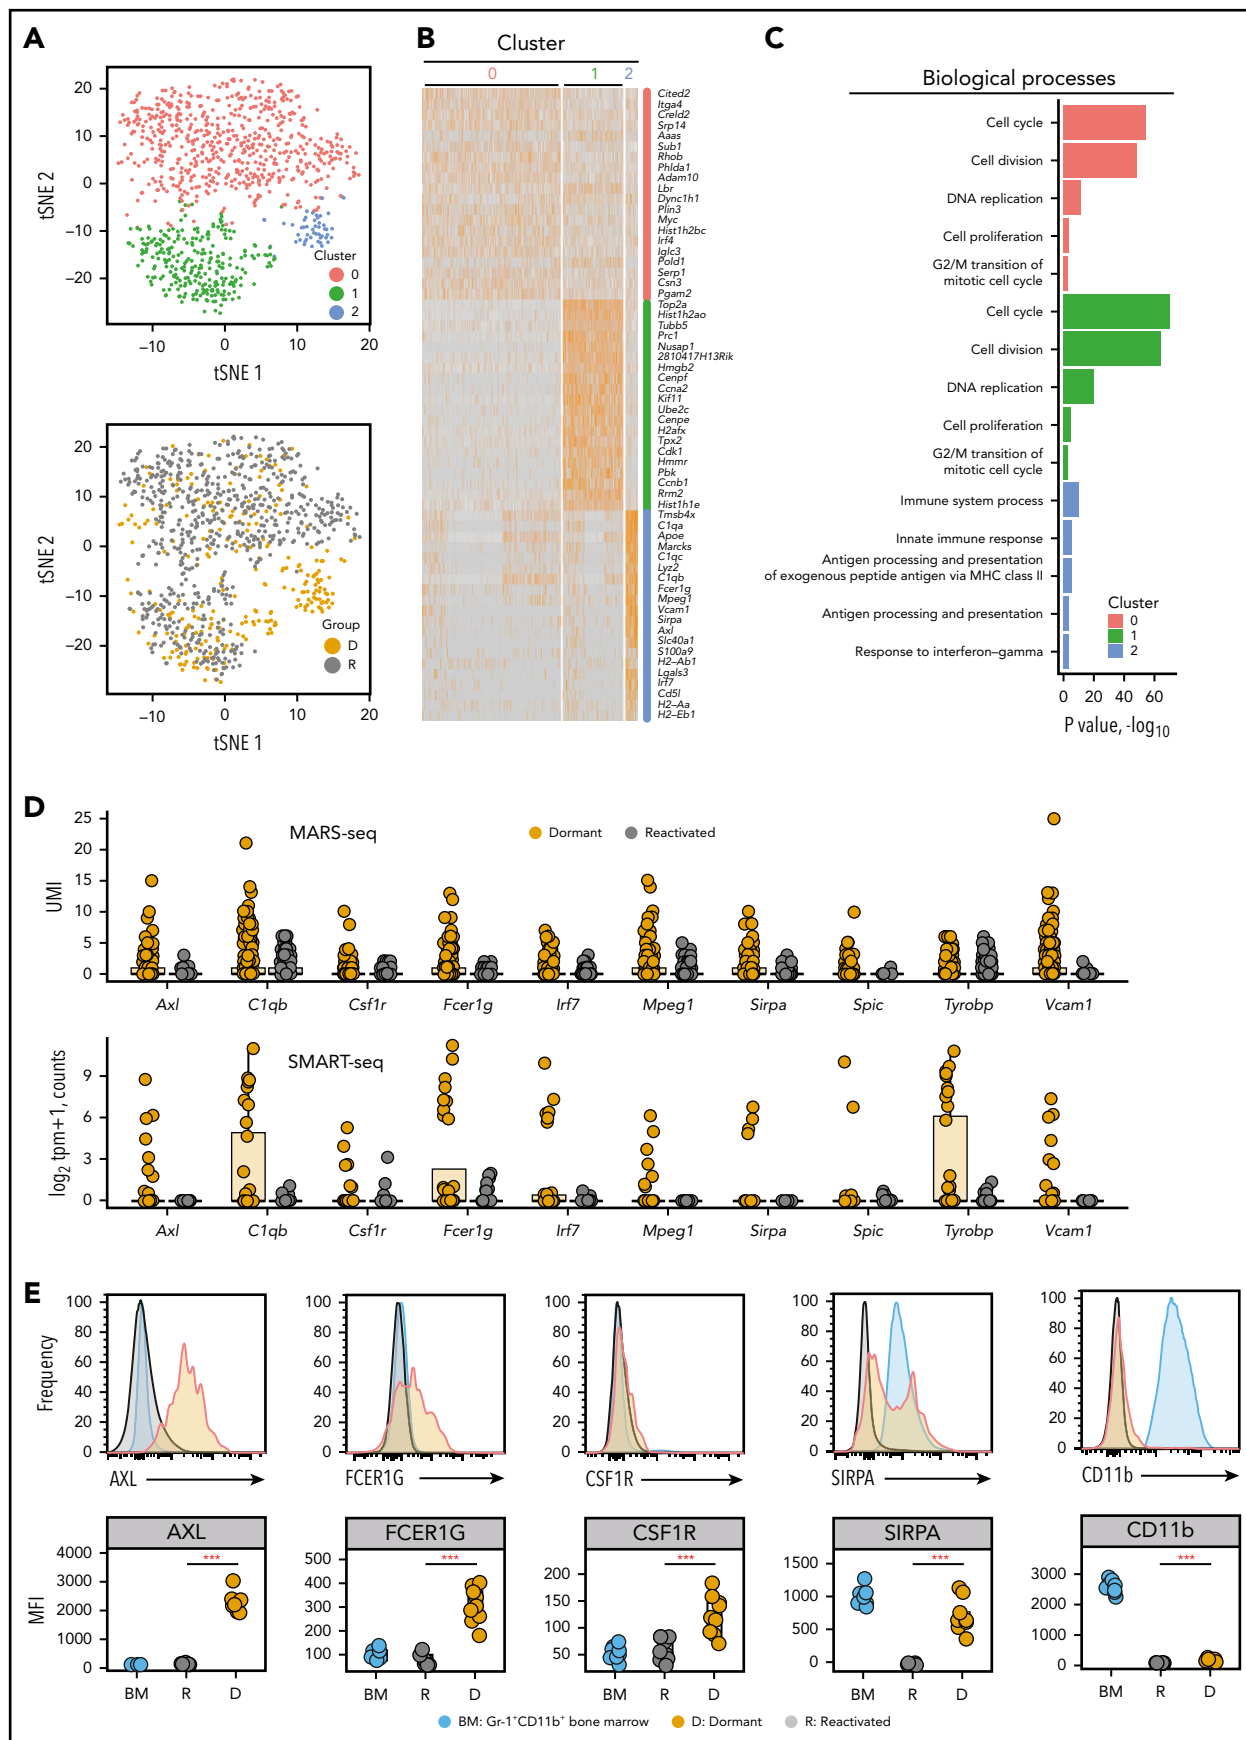 A
tSNE 2
20
10
0
−10
−20
−10
0
10
20
tSNE 1
Cluster
0
1
2
tSNE 2
20
10
0
−10
−20
−10
0
10
20
tSNE 1
Group
D
R
B
Cluster
0
1
2
Cited2
Itga4
Creld2
Srp14
Aaas
Sub1
Rhob
Phlda1
Adam10
Lbr
Dync1h1
Plin3
Myc
Hist1h2bc
Irf4
Iglc3
Pold1
Serp1
Csn3
Pgam2
Top2a
Hist1h2ao
Tubb5
Prc1
Nusap1
2810417H13Rik
Hmgb2
Cenpf
Ccna2
Kif11
Ube2c
Cenpe
H2afx
Tpx2
Cdk1
Hmmr
Pbk
Ccnb1
Rrm2
Hist1h1e
Tmsb4x
C1qa
Apoe
Marcks
C1qc
Lyz2
C1qb
Fcer1g
Mpeg1
Vcam1
Sirpa
Axl
Slc40a1
S100a9
H2−Ab1
Lgals3
Irf7
Cd5l
H2−Aa
H2−Eb1
C
Biological processes
Cell cycle
Cell division
DNA replication
Cell proliferation
G2/M transition of
mitotic cell cycle
Cell cycle
Cell division
DNA replication
Cell proliferation
G2/M transition of
mitotic cell cycle
Immune system process
Innate immune response
Antigen processing and presentation
of exogenous peptide antigen via MHC class II
Antigen processing and presentation
Response to interferon–gamma
Cluster
0
1
2
0 20 40 60
P value, -log10
D
MARS-seq
Dormant Reactivated
UMI
25
20
15
10
5
0
Axl C1qb Csf1r Fcer1g Irf7 Mpeg1 Sirpa Spic Tyrobp Vcam1
SMART-seq
log2 tpm+1, counts
9
6
3
0
Axl C1qb Csf1r Fcer1g Irf7 Mpeg1 Sirpa Spic Tyrobp Vcam1
E
Frequency
100
80
60
40
20
0
AXL
100
80
60
40
20
0
FCER1G
100
80
60
40
20
0
CSF1R
100
80
60
40
20
0
SIRPA
100
80
60
40
20
0
CD11b
MFI
AXL
4000
3000
2000
1000
0
***
BM R D
FCER1G
500
400
300
200
100
***
BM R D
CSF1R
200
150
100
50
***
BM R D
SIRPA
1500
1000
500
0
***
BM R D
CD11b
3000
2000
1000
0
***
BM R D
BM: Gr-1+CD11b+ bone marrow D: Dormant R: Reactivated